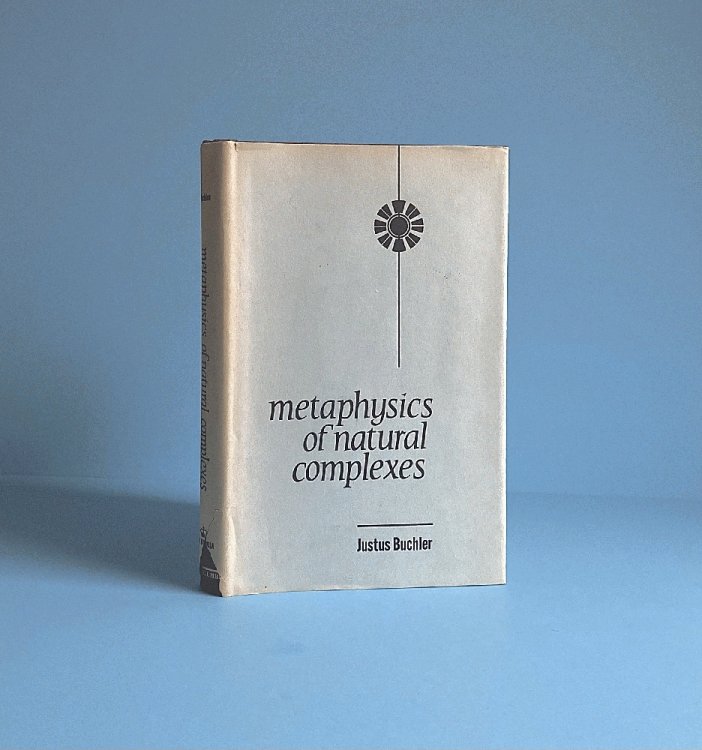 metaphysics
of natural
complexes
Justus Buchler
metaphysics of natural complexes